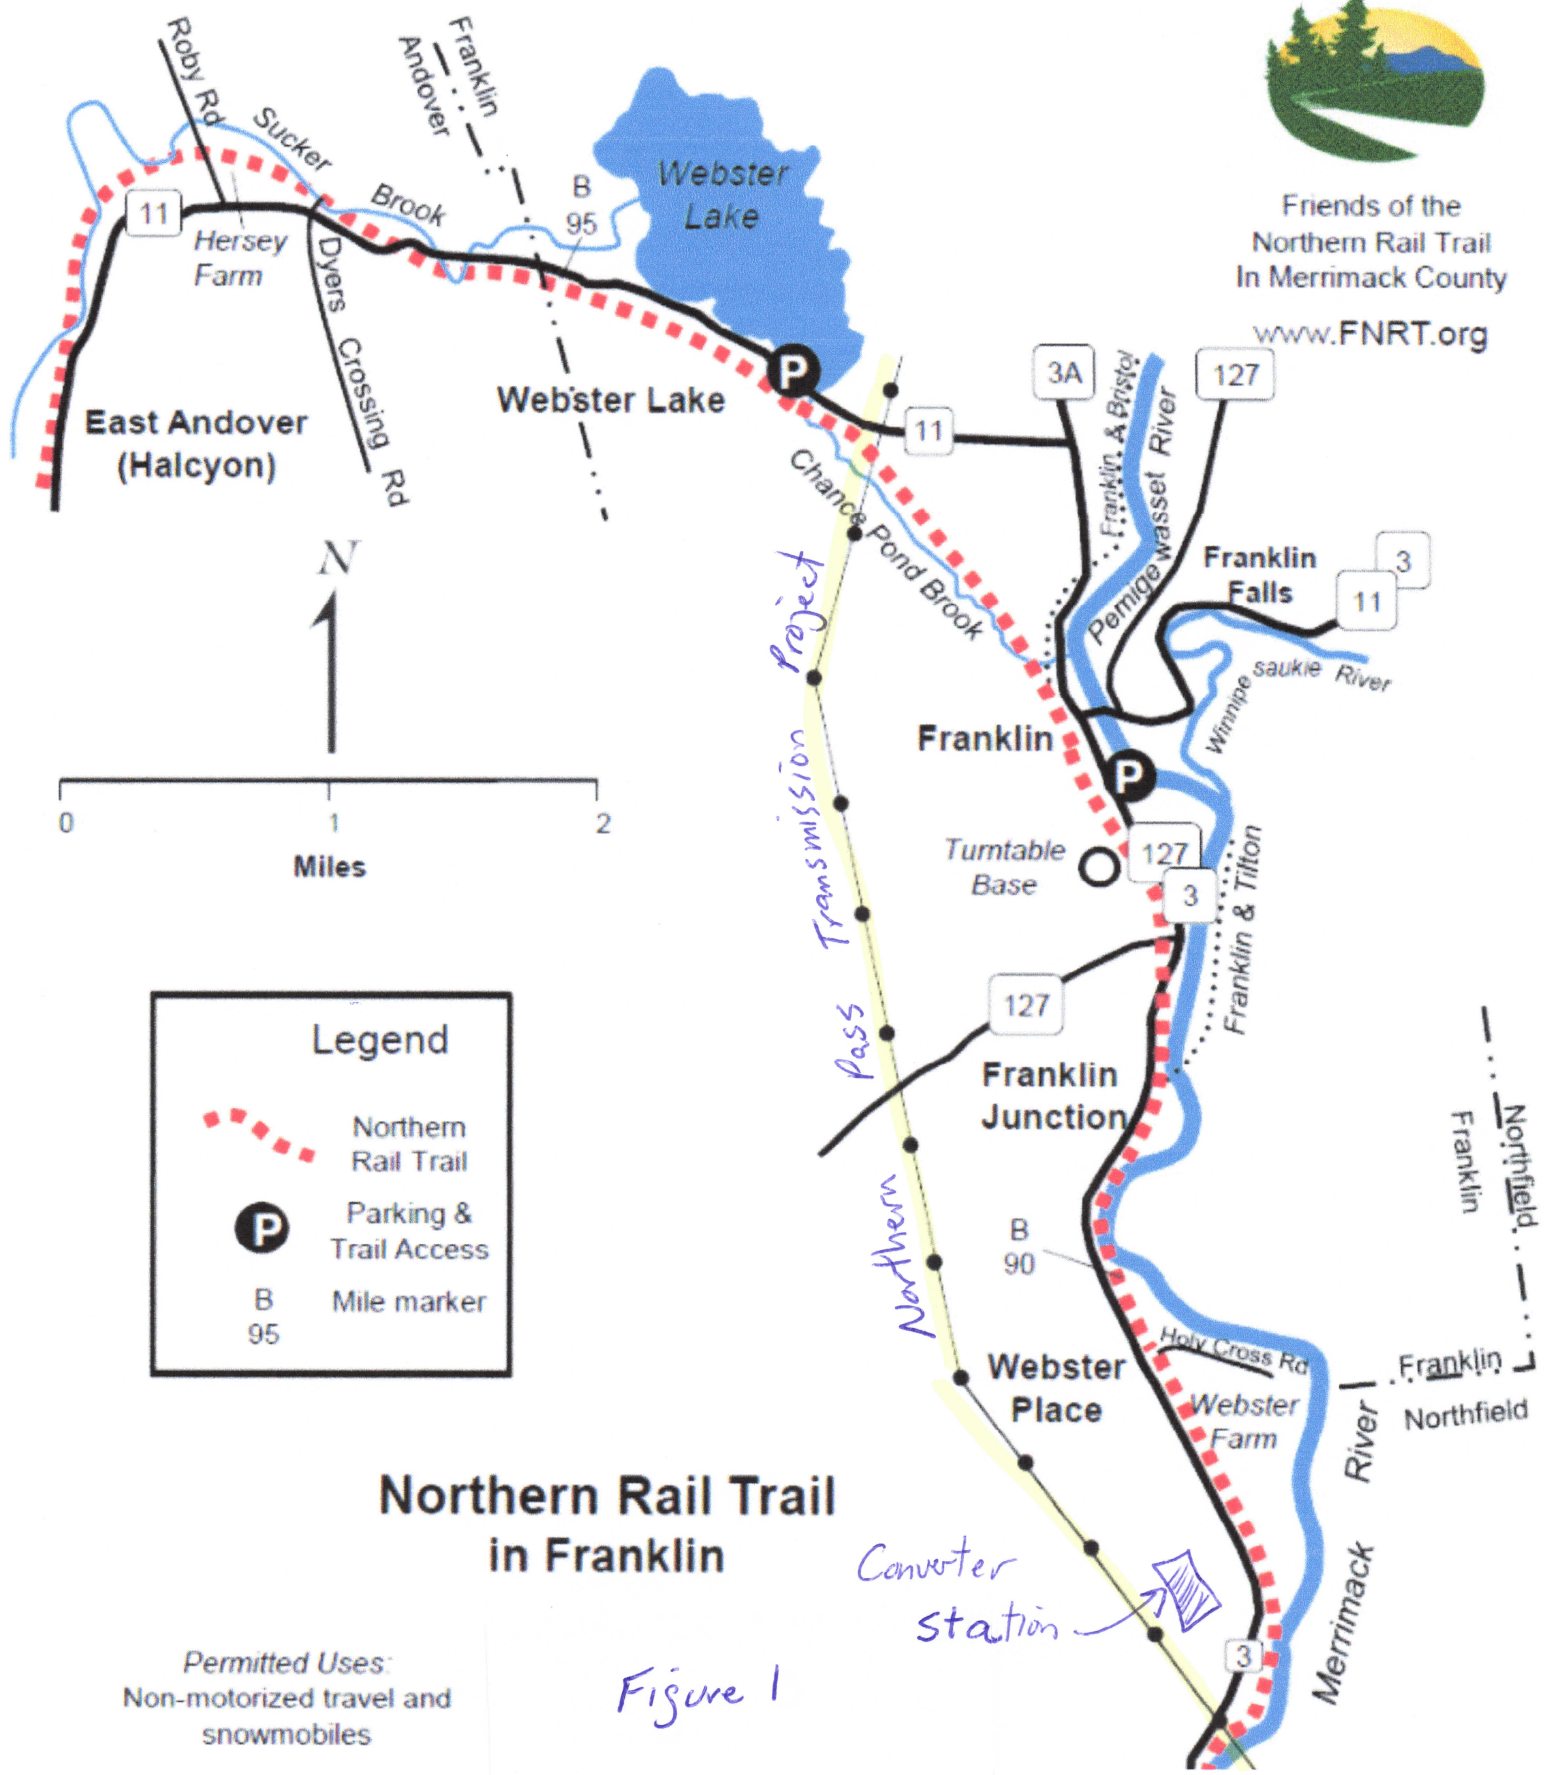 Roby Rd
Sucker
Brook
Franklin
Andover
B
95
Webster
Lake
Friends of the
Northern Rail Trail
In Merrimack County
www.FNRT.org
11
Hersey
Farm
Dyers Crossing Rd
East Andover
(Halcyon)
Webster Lake
P
11
3A
Franklin & Bristol
127
Pemigewasset River
Chance Pond Brook
Franklin
Falls
3
11
Winnipesaukie River
N
0
1
2
Miles
Franklin
P
Turntable
Base
127
3
Franklin & Tilton
127
Franklin
Junction
Northern Pass Transmission Project
Legend
Northern
Rail Trail
P
Parking &
Trail Access
B
95
Mile marker
B
90
Northfield
Franklin
Holy Cross Rd
Webster
Place
Webster
Farm
Franklin
Northfield
Merrimack River
Northern Rail Trail
in Franklin
Converter
station
3
Permitted Uses:
Non-motorized travel and
snowmobiles
Figure 1